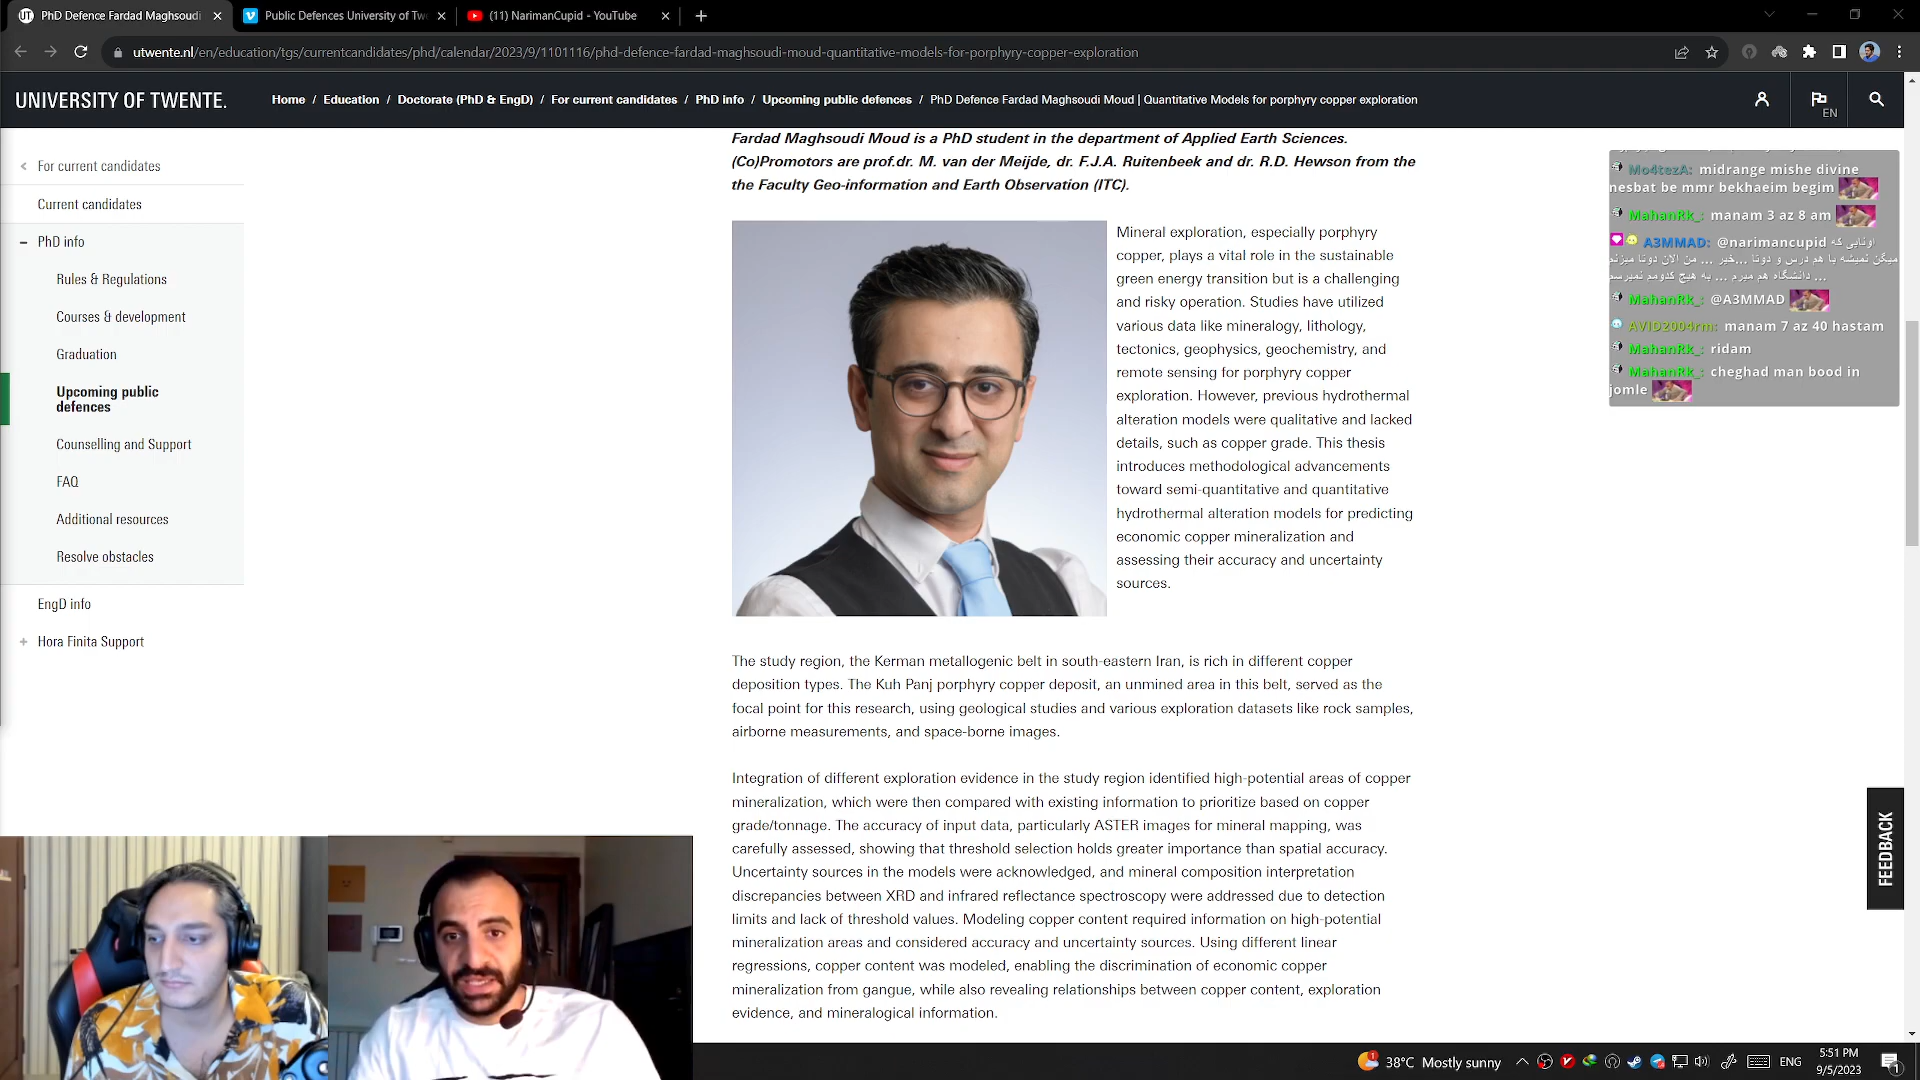 PhD Defence Fardad Maghsoudi
Public Defences University of Twe
(11) NarimanCupid - YouTube
utwente.nl/en/education/tgs/currentcandidates/phd/calendar/2023/9/1101116/phd-defence-fardad-maghsoudi-moud-quantitative-models-for-porphyry-copper-exploration
UNIVERSITY OF TWENTE.
Home / Education / Doctorate (PhD & EngD) / For current candidates / PhD info / Upcoming public defences / PhD Defence Fardad Maghsoudi Moud | Quantitative Models for porphyry copper exploration
EN
For current candidates
Current candidates
PhD info
Rules & Regulations
Courses & development
Graduation
Upcoming public
defences
Counselling and Support
FAQ
Additional resources
Resolve obstacles
EngD info
Hora Finita Support
Fardad Maghsoudi Moud is a PhD student in the department of Applied Earth Sciences.
(Co)Promotors are prof.dr. M. van der Meijde, dr. F.J.A. Ruitenbeek and dr. R.D. Hewson from the
the Faculty Geo-information and Earth Observation (ITC).
Mineral exploration, especially porphyry
copper, plays a vital role in the sustainable
green energy transition but is a challenging
and risky operation. Studies have utilized
various data like mineralogy, lithology,
tectonics, geophysics, geochemistry, and
remote sensing for porphyry copper
exploration. However, previous hydrothermal
alteration models were qualitative and lacked
details, such as copper grade. This thesis
introduces methodological advancements
toward semi-quantitative and quantitative
hydrothermal alteration models for predicting
economic copper mineralization and
assessing their accuracy and uncertainty
sources.
The study region, the Kerman metallogenic belt in south-eastern Iran, is rich in different copper
deposition types. The Kuh Panj porphyry copper deposit, an unmined area in this belt, served as the
focal point for this research, using geological studies and various exploration datasets like rock samples,
airborne measurements, and space-borne images.
Integration of different exploration evidence in the study region identified high-potential areas of copper
mineralization, which were then compared with existing information to prioritize based on copper
grade/tonnage. The accuracy of input data, particularly ASTER images for mineral mapping, was
carefully assessed, showing that threshold selection holds greater importance than spatial accuracy.
Uncertainty sources in the models were acknowledged, and mineral composition interpretation
discrepancies between XRD and infrared reflectance spectroscopy were addressed due to detection
limits and lack of threshold values. Modeling copper content required information on high-potential
mineralization areas and considered accuracy and uncertainty sources. Using different linear
regressions, copper content was modeled, enabling the discrimination of economic copper
mineralization from gangue, while also revealing relationships between copper content, exploration
evidence, and mineralogical information.
Mo4tezA: midrange mishe divine
nesbat be mmr bekhaeim begim
MahanRk_: manam 3 az 8 am
A3MMAD: @narimancupid اونایی که
میگن نمیشه با هم درس و دوتا ...خیر ... من الان دوتا میزنم
... دانشگاه هم میرم ... به هیچ کدومم نمیرسم
MahanRk_: @A3MMAD
AVID2004rm: manam 7 az 40 hastam
MahanRk_: ridam
MahanRk_: cheghad man bood in
jomle
FEEDBACK
38°C Mostly sunny
ENG
5:51 PM
9/5/2023